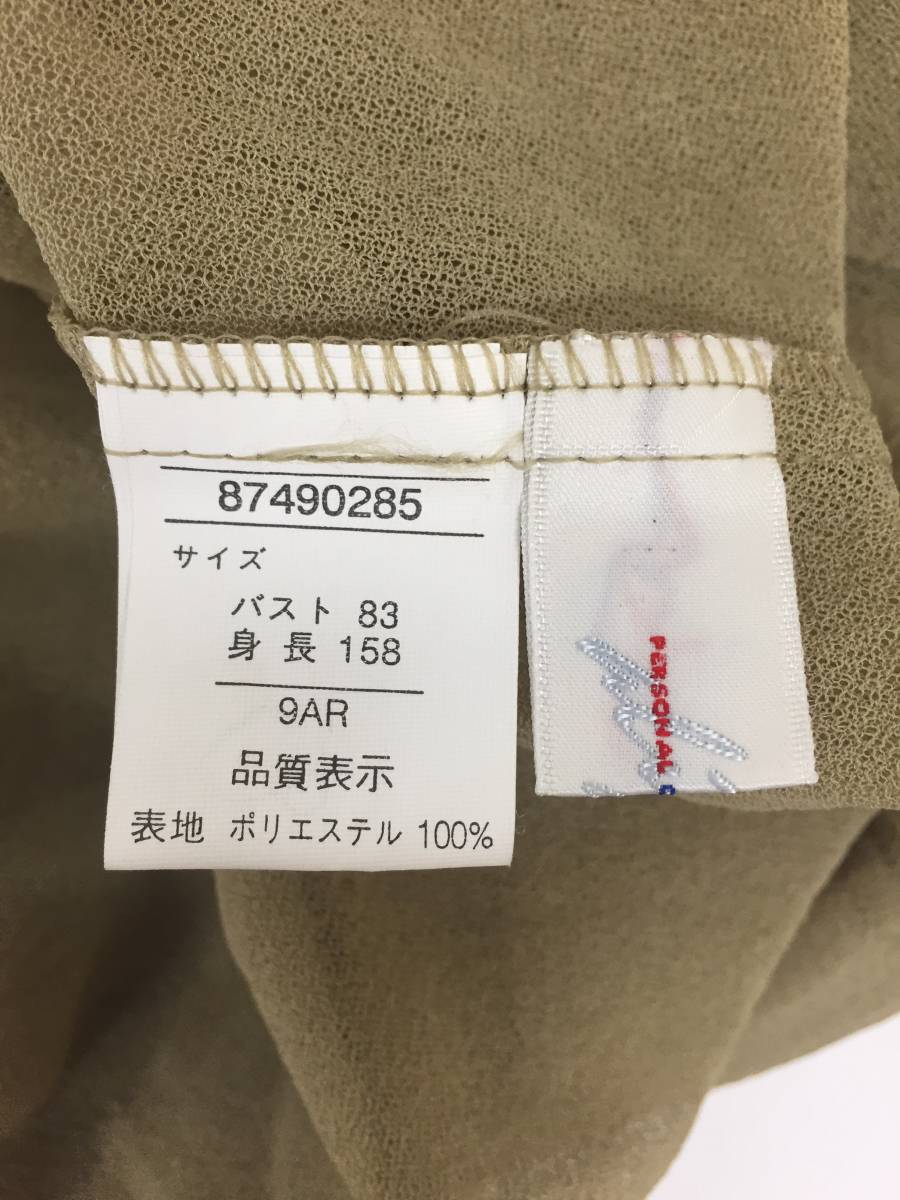 87490285
サイズ
バスト 83
身長 158
9AR
品質表示
表地 ポリエステル 100%
PERSONAL